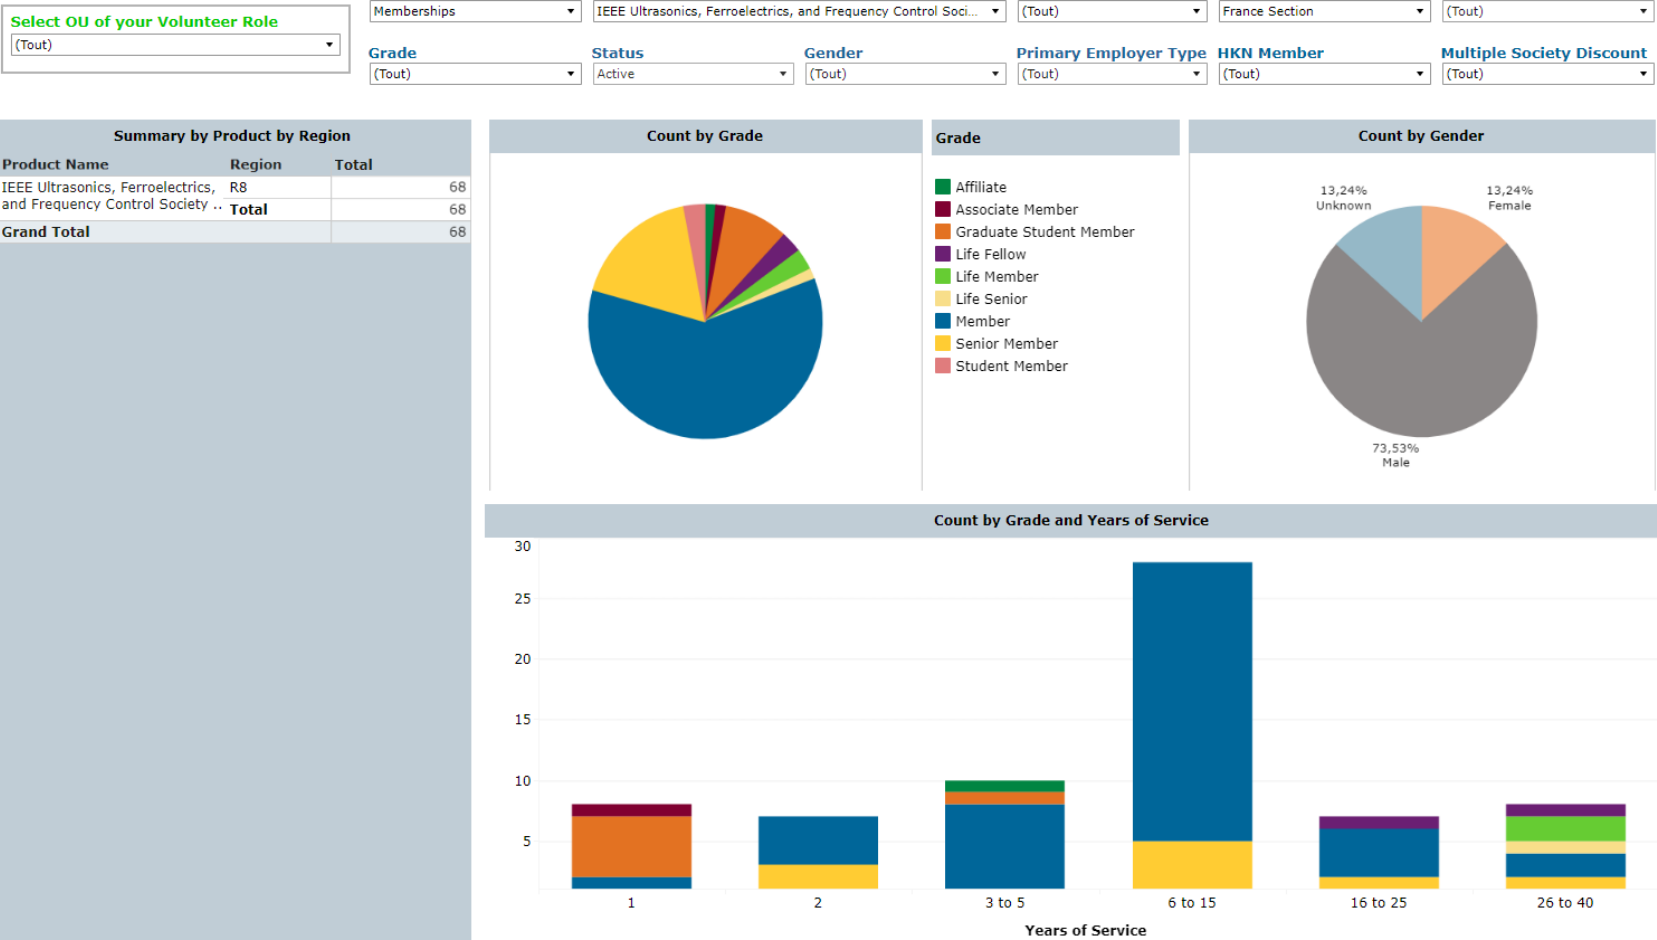 Select OU of your Volunteer Role
(Tout)
Memberships
IEEE Ultrasonics, Ferroelectrics, and Frequency Control Soci...
(Tout)
France Section
(Tout)
Grade
Status
Gender
Primary Employer Type
HKN Member
Multiple Society Discount
(Tout)
Active
(Tout)
(Tout)
(Tout)
(Tout)
Summary by Product by Region
Product Name Region Total
IEEE Ultrasonics, Ferroelectrics, R8 68
and Frequency Control Society .. Total 68
Grand Total 68
Count by Grade
Grade
Affiliate
Associate Member
Graduate Student Member
Life Fellow
Life Member
Life Senior
Member
Senior Member
Student Member
Count by Gender
13,24%
Unknown
13,24%
Female
73,53%
Male
Count by Grade and Years of Service
30
25
20
15
10
5
1 2 3 to 5 6 to 15 16 to 25 26 to 40
Years of Service